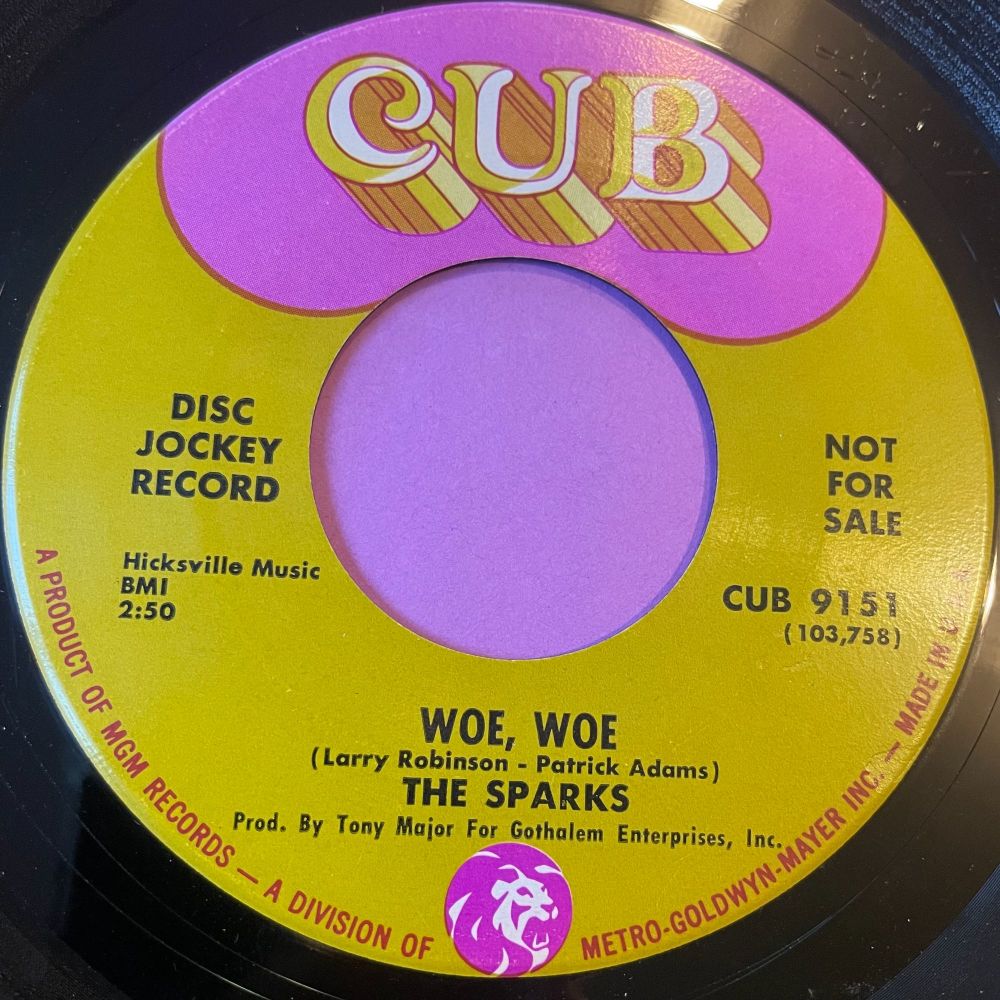 CUB
DISC
JOCKEY
RECORD
NOT
FOR
SALE
Hicksville Music
BMI
2:50
CUB 9151
(103,758)
WOE, WOE
(Larry Robinson - Patrick Adams)
THE SPARKS
Prod. By Tony Major For Gothalem Enterprises, Inc.
A PRODUCT OF MGM RECORDS — A DIVISION OF METRO-GOLDWYN-MAYER INC. — MADE IN U.S.A.